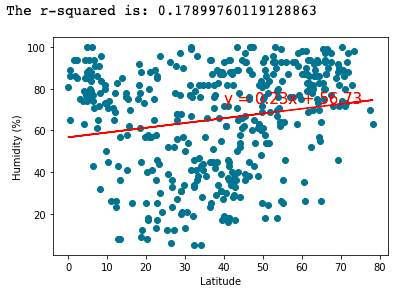 The r-squared is: 0.17899760119128863
100
80
60
40
20
Humidity (%)
y = 0.23x + 56.73
0 10 20 30 40 50 60 70 80
Latitude